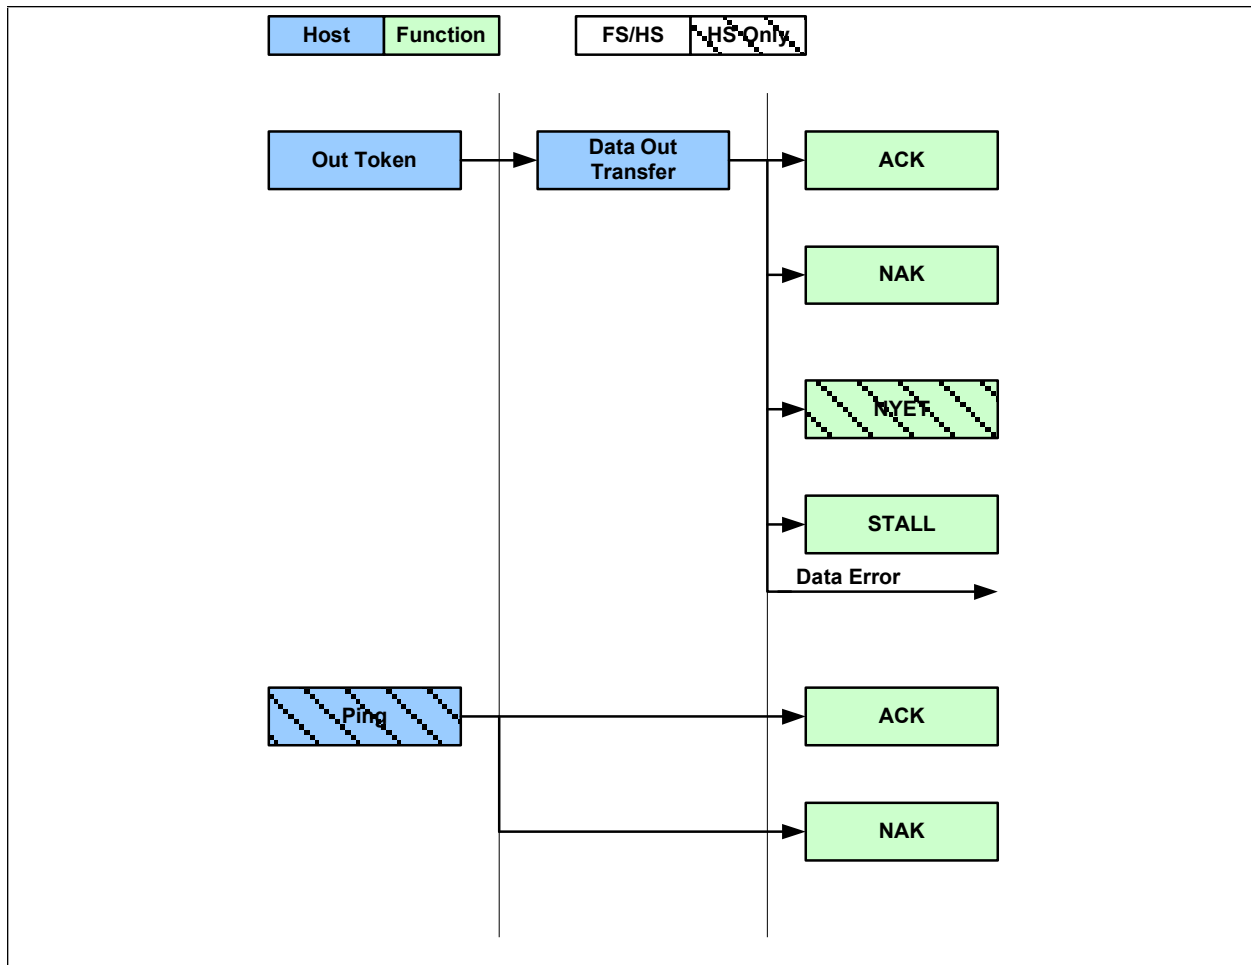 Host
Function
FS/HS
HS Only
Out Token
Data Out
Transfer
ACK
NAK
NYET
STALL
Data Error
Ping
ACK
NAK